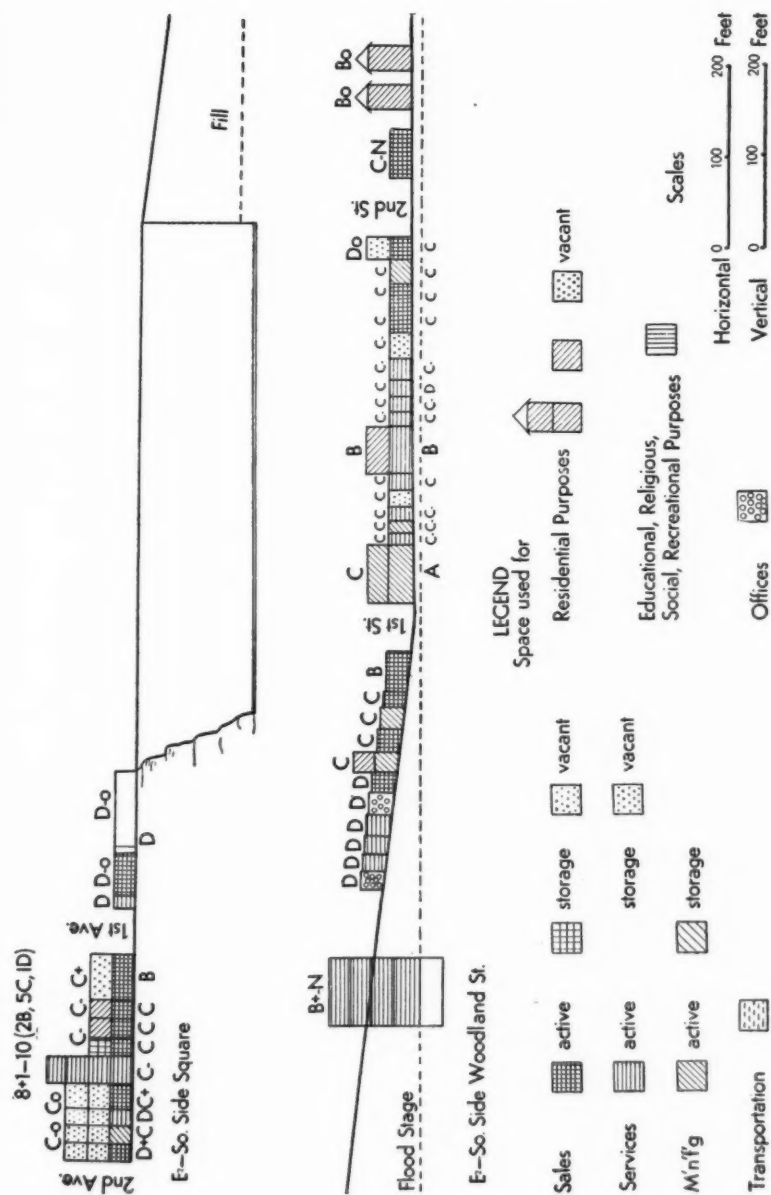 8+1–10 (2B, 5C, 1D)
C-o Co C- C- C+
D D-o D-o
2nd Ave.
D+C DC+ C- C C C B
1st Ave.
D
Fill
E²–So. Side Square
B+-N
D D D D D D C C C C B
1st St.
C C C C C B C- C- C- C C- C C C Do
2nd St.
C-N Bo Bo
A C- C- C- C B C C- D C- C C C C
Flood Stage
E²–So. Side Woodland St.
LEGEND
Space used for
Sales active storage vacant
Services active storage vacant
M'n'f'g active storage
Transportation
Residential Purposes vacant
Educational, Religious,
Social, Recreational Purposes
Offices
Scales
Horizontal 0 100 200 Feet
Vertical 0 100 200 Feet